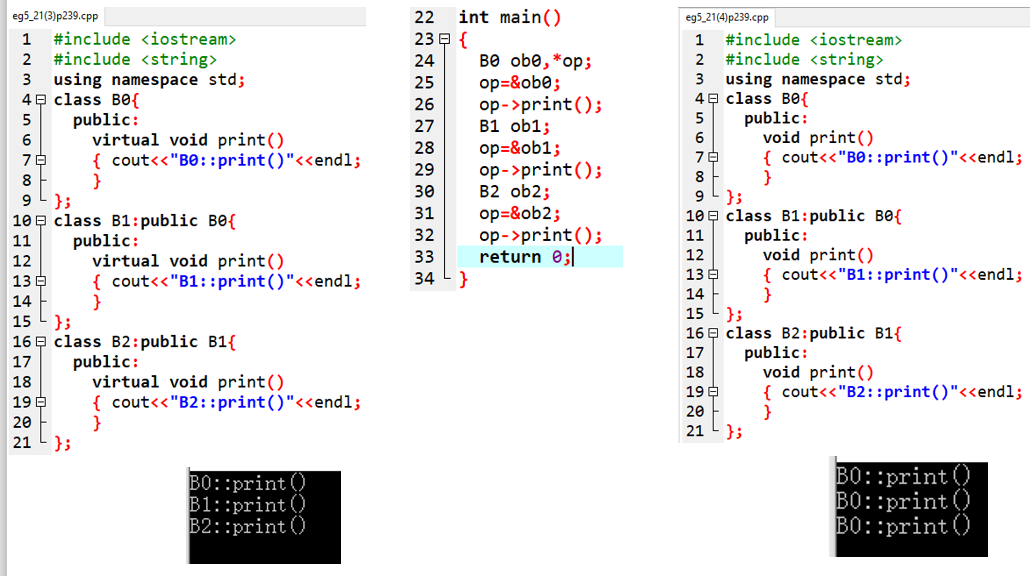 eg5_21(3)p239.cpp
1 #include <iostream>
2 #include <string>
3 using namespace std;
4 class B0{
5 public:
6 virtual void print()
7 { cout<<"B0::print()"<<endl;
8 }
9 };
10 class B1:public B0{
11 public:
12 virtual void print()
13 { cout<<"B1::print()"<<endl;
14 }
15 };
16 class B2:public B1{
17 public:
18 virtual void print()
19 { cout<<"B2::print()"<<endl;
20 }
21 };
B0::print()
B1::print()
B2::print()
22 int main()
23 {
24 B0 ob0,*op;
25 op=&ob0;
26 op->print();
27 B1 ob1;
28 op=&ob1;
29 op->print();
30 B2 ob2;
31 op=&ob2;
32 op->print();
33 return 0;
34 }
eg5_21(4)p239.cpp
1 #include <iostream>
2 #include <string>
3 using namespace std;
4 class B0{
5 public:
6 void print()
7 { cout<<"B0::print()"<<endl;
8 }
9 };
10 class B1:public B0{
11 public:
12 void print()
13 { cout<<"B1::print()"<<endl;
14 }
15 };
16 class B2:public B1{
17 public:
18 void print()
19 { cout<<"B2::print()"<<endl;
20 }
21 };
B0::print()
B0::print()
B0::print()